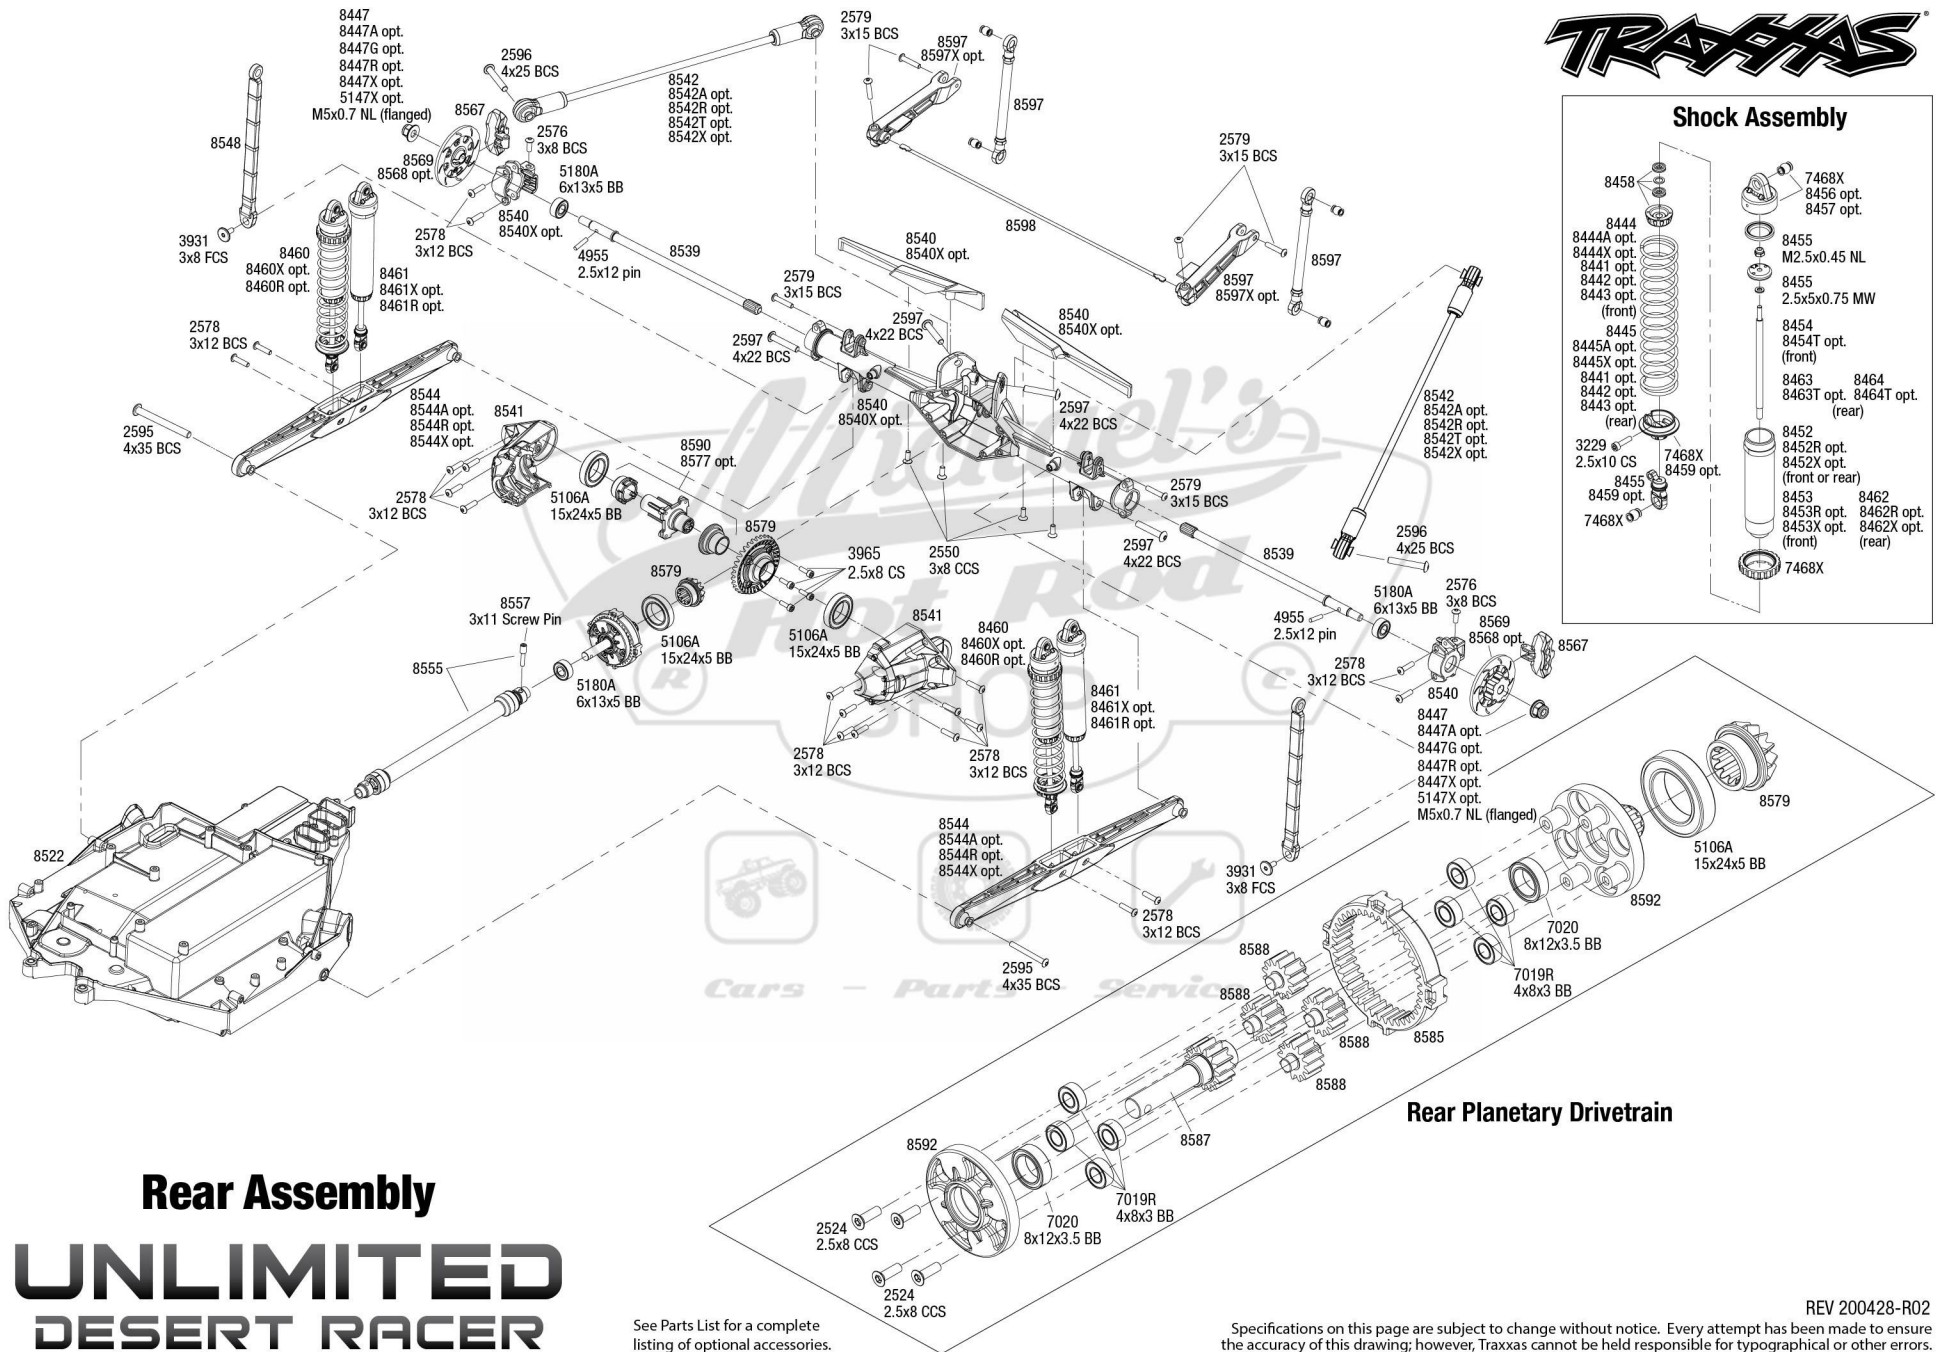 8447
8447A opt.
8447G opt.
8447R opt.
8447X opt.
5147X opt.
M5x0.7 NL (flanged)
2596
4x25 BCS
8567
8542
8542A opt.
8542R opt.
8542T opt.
8542X opt.
2579
3x15 BCS
8597
8597X opt.
8597
TRAXXAS
8548
8569
8568 opt.
2576
3x8 BCS
5180A
6x13x5 BB
2579
3x15 BCS
3931
3x8 FCS
2578
3x12 BCS
8540
8540X opt.
4955
2.5x12 pin
8539
8598
8597
8597X opt.
8597
8460
8460X opt.
8460R opt.
8461
8461X opt.
8461R opt.
2579
3x15 BCS
8540
8540X opt.
2597
4x22 BCS
2597
4x22 BCS
8540
8540X opt.
2578
3x12 BCS
2595
4x35 BCS
8544
8544A opt.
8544R opt.
8544X opt.
8541
8540
8540X opt.
2597
4x22 BCS
8542
8542A opt.
8542R opt.
8542T opt.
8542X opt.
2578
3x12 BCS
5106A
15x24x5 BB
8590
8577 opt.
8579
8579
3965
2.5x8 CS
2550
3x8 CCS
2579
3x15 BCS
2597
4x22 BCS
8539
2596
4x25 BCS
8557
3x11 Screw Pin
8555
5180A
6x13x5 BB
5106A
15x24x5 BB
5106A
15x24x5 BB
8541
8460
8460X opt.
8460R opt.
8461
8461X opt.
8461R opt.
4955
2.5x12 pin
5180A
6x13x5 BB
2576
3x8 BCS
8569
8568 opt.
8567
2578
3x12 BCS
8540
8447
8447A opt.
8447G opt.
8447R opt.
8447X opt.
5147X opt.
M5x0.7 NL (flanged)
2578
3x12 BCS
2578
3x12 BCS
8522
8544
8544A opt.
8544R opt.
8544X opt.
3931
3x8 FCS
2578
3x12 BCS
2595
4x35 BCS
Shock Assembly
8458
7468X
8456 opt.
8457 opt.
8444
8444A opt.
8444X opt.
8441 opt.
8442 opt.
8443 opt.
(front)
8445
8445A opt.
8445X opt.
8441 opt.
8442 opt.
8443 opt.
(rear)
8455
M2.5x0.45 NL
8455
2.5x5x0.75 MW
8454
8454T opt.
(front)
8463
8463T opt.
8464
8464T opt.
(rear)
3229
2.5x10 CS
7468X
8459 opt.
8455
8459 opt.
7468X
8452
8452R opt.
8452X opt.
(front or rear)
8453
8453R opt.
8453X opt.
(front)
8462
8462R opt.
8462X opt.
(rear)
7468X
8579
5106A
15x24x5 BB
8592
7020
8x12x3.5 BB
7019R
4x8x3 BB
8588
8588
8588
8588
8585
8587
8592
7019R
4x8x3 BB
7020
8x12x3.5 BB
2524
2.5x8 CCS
2524
2.5x8 CCS
Rear Planetary Drivetrain
Michael's
Hot Rod
SHOP
R
C
Cars – Parts – Service
Rear Assembly
UNLIMITED
DESERT RACER
See Parts List for a complete
listing of optional accessories.
REV 200428-R02
Specifications on this page are subject to change without notice. Every attempt has been made to ensure
the accuracy of this drawing; however, Traxxas cannot be held responsible for typographical or other errors.